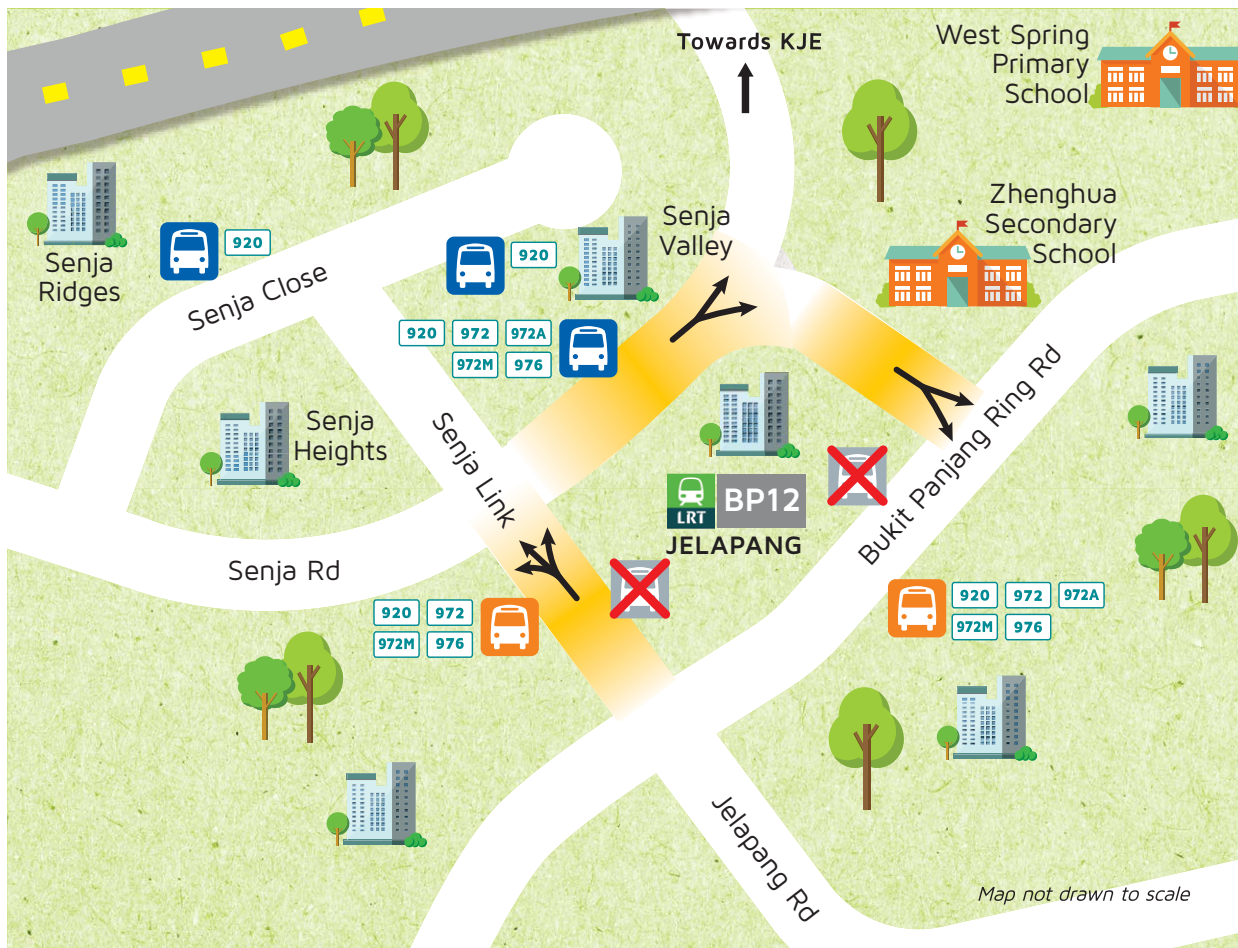 Towards KJE
West Spring
Primary
School
Zhenghua
Secondary
School
Senja
Valley
Senja
Ridges
920
Senja Close
920
920 972 972A
972M 976
Senja
Heights
Senja Link
Senja Rd
LRT BP12
JELAPANG
Bukit Panjang Ring Rd
920 972
972M 976
920 972 972A
972M 976
Jelapang Rd
Map not drawn to scale